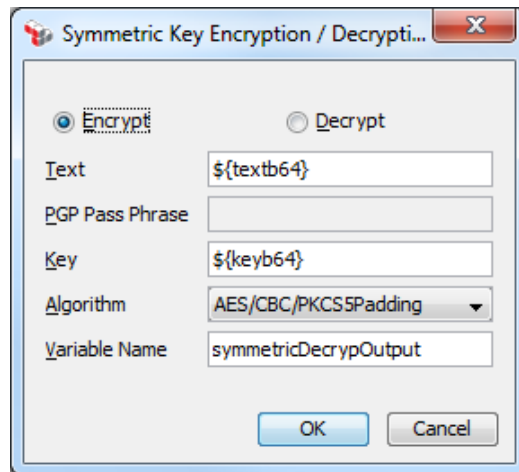 Symmetric Key Encryption / Decrypti...
Encrypt Decrypt
Text ${textb64}
PGP Pass Phrase
Key ${keyb64}
Algorithm AES/CBC/PKCS5Padding
Variable Name symmetricDecrypOutput
OK Cancel